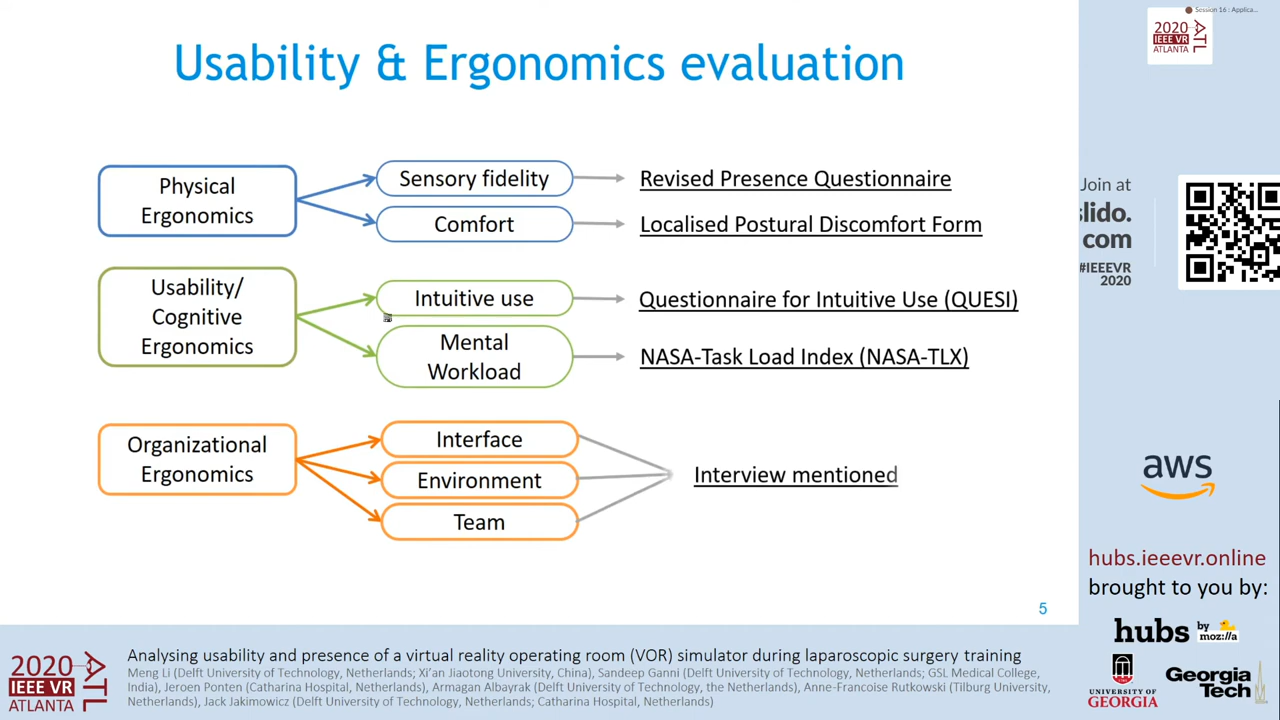 Session 16 : Applica...
2020
IEEE VR
ATLANTA
ATL
Usability & Ergonomics evaluation
Physical
Ergonomics
Sensory fidelity
Revised Presence Questionnaire
Comfort
Localised Postural Discomfort Form
Usability/
Cognitive
Ergonomics
Intuitive use
Questionnaire for Intuitive Use (QUESI)
Mental
Workload
NASA-Task Load Index (NASA-TLX)
Organizational
Ergonomics
Interface
Environment
Team
Interview mentioned
5
Join at
slido.
com
#IEEEVR
2020
aws
hubs.ieeevr.online
brought to you by:
hubs by
moz://a
UNIVERSITY OF
GEORGIA
Georgia
Tech
2020
IEEE VR
ATLANTA
ATL
Analysing usability and presence of a virtual reality operating room (VOR) simulator during laparoscopic surgery training
Meng Li (Delft University of Technology, Netherlands; Xi'an Jiaotong University, China), Sandeep Ganni (Delft University of Technology, Netherlands; GSL Medical College,
India), Jeroen Ponten (Catharina Hospital, Netherlands), Armagan Albayrak (Delft University of Technology, the Netherlands), Anne-Francoise Rutkowski (Tilburg University,
Netherlands), Jack Jakimowicz (Delft University of Technology, Netherlands; Catharina Hospital, Netherlands)